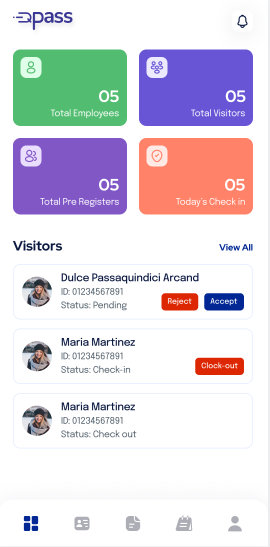 Qpass
05
Total Employees
05
Total Visitors
05
Total Pre Registers
05
Today's Check in
Visitors
View All
Dulce Passaquindici Arcand
ID: 01234567891
Status: Pending
Reject
Accept
Maria Martinez
ID: 01234567891
Status: Check-in
Clock-out
Maria Martinez
ID: 01234567891
Status: Check out